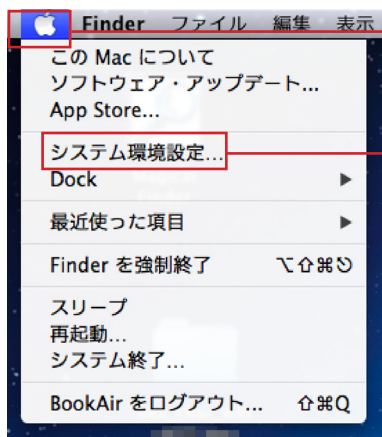 Finder ファイル 編集 表示
この Mac について
ソフトウェア・アップデート...
App Store...
システム環境設定...
Dock ▶
最近使った項目 ▶
Finder を強制終了 ⌥⇧⌘⎋
スリープ
再起動...
システム終了...
BookAir をログアウト... ⇧⌘Q